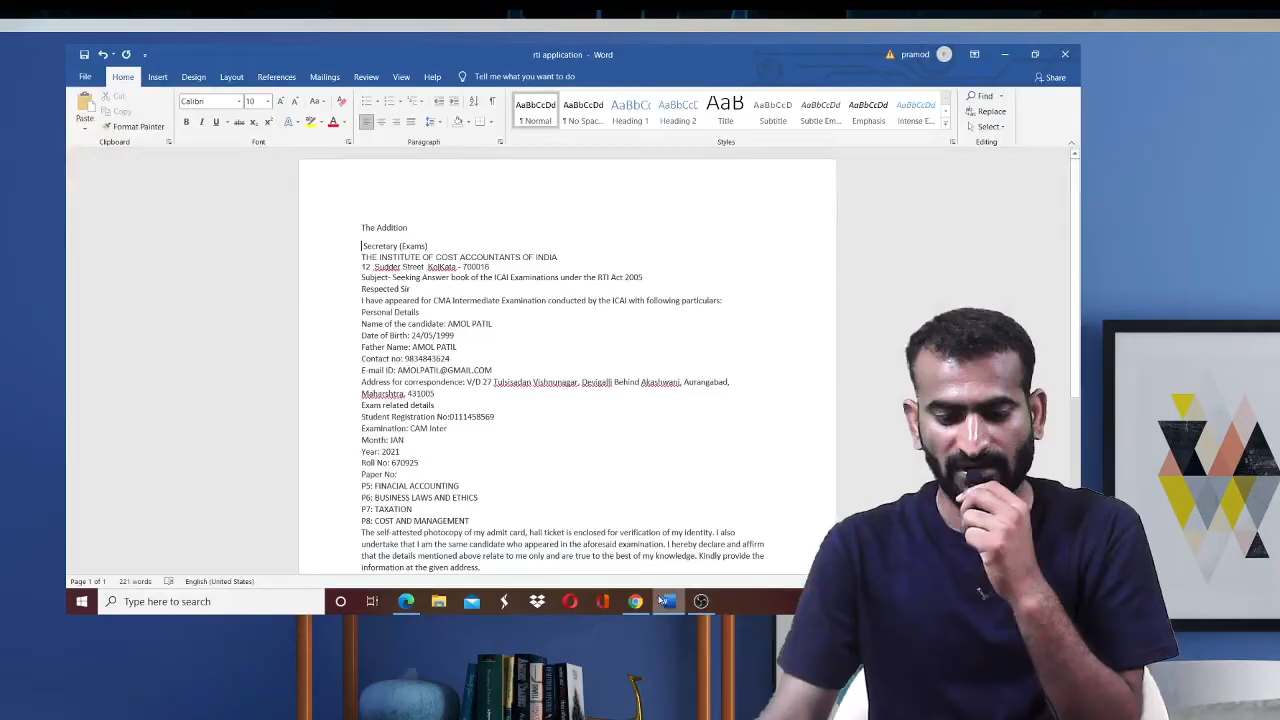 rti application - Word
pramod
File Home Insert Design Layout References Mailings Review View Help Tell me what you want to do
Share
Paste
Cut
Copy
Format Painter
Clipboard
Calibri 10
Font
Paragraph
AaBbCcDd AaBbCcDd AaBbC AaBbCcE AaB AaBbCcD AaBbCcDd AaBbCcDd AaBbCcDd
¶ Normal ¶ No Spac... Heading 1 Heading 2 Title Subtitle Subtle Em... Emphasis Intense E...
Styles
Find
Replace
Select
Editing
The Addition
Secretary (Exams)
THE INSTITUTE OF COST ACCOUNTANTS OF INDIA
12 ,Sudder Street ,KolKata - 700016
Subject- Seeking Answer book of the ICAI Examinations under the RTI Act 2005
Respected Sir
I have appeared for CMA Intermediate Examination conducted by the ICAI with following particulars:
Personal Details
Name of the candidate: AMOL PATIL
Date of Birth: 24/05/1999
Father Name: AMOL PATIL
Contact no: 9834843624
E-mail ID: AMOLPATIL@GMAIL.COM
Address for correspondence: V/D 27 Tulsisadan Vishnunagar, Devigalli Behind Akashwani, Aurangabad,
Maharshtra, 431005
Exam related details
Student Registration No:0111458569
Examination: CAM Inter
Month: JAN
Year: 2021
Roll No: 670925
Paper No:
P5: FINACIAL ACCOUNTING
P6: BUSINESS LAWS AND ETHICS
P7: TAXATION
P8: COST AND MANAGEMENT
The self-attested photocopy of my admit card, hall ticket is enclosed for verification of my identity. I also
undertake that I am the same candidate who appeared in the aforesaid examination. I hereby declare and affirm
that the details mentioned above relate to me only and are true to the best of my knowledge. Kindly provide the
information at the given address.
Page 1 of 1 221 words English (United States)
Type here to search